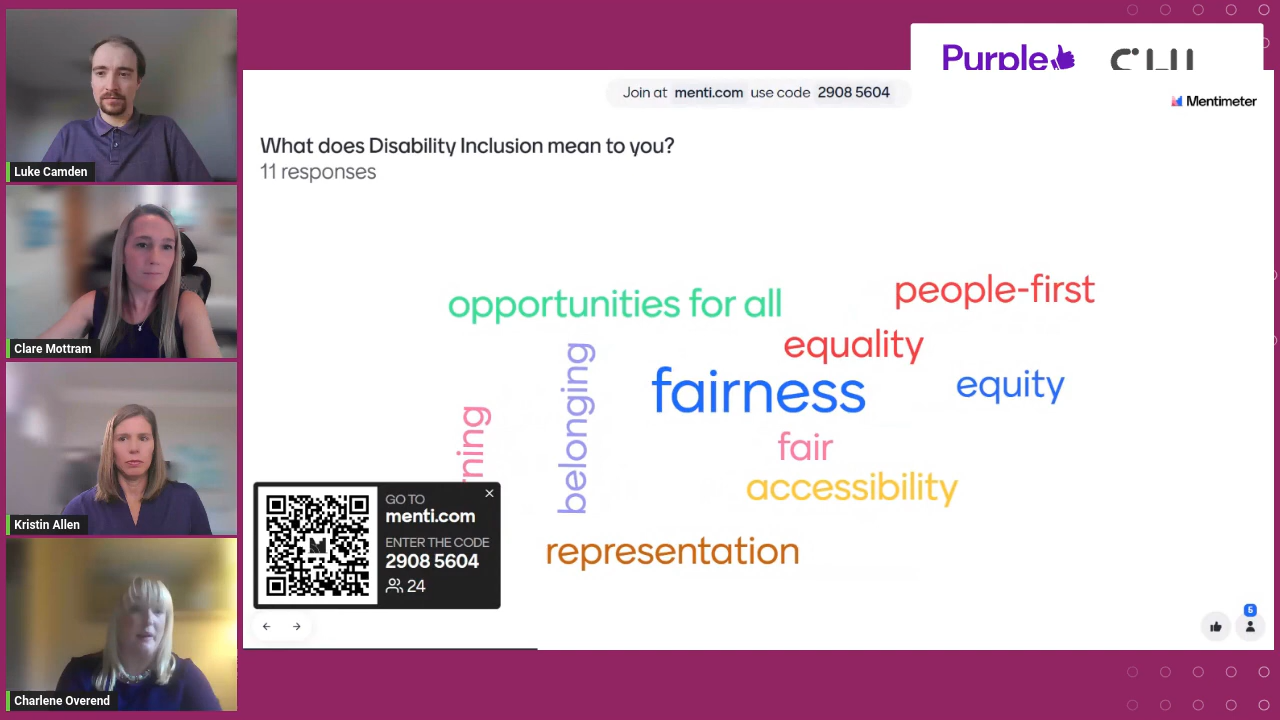 Luke Camden
Clare Mottram
Kristin Allen
Charlene Overend
Purple
Join at menti.com use code 2908 5604
Mentimeter
What does Disability Inclusion mean to you?
11 responses
opportunities for all
people-first
equality
belonging
fairness
equity
fair
accessibility
representation
GO TO
menti.com
ENTER THE CODE
2908 5604
24
5